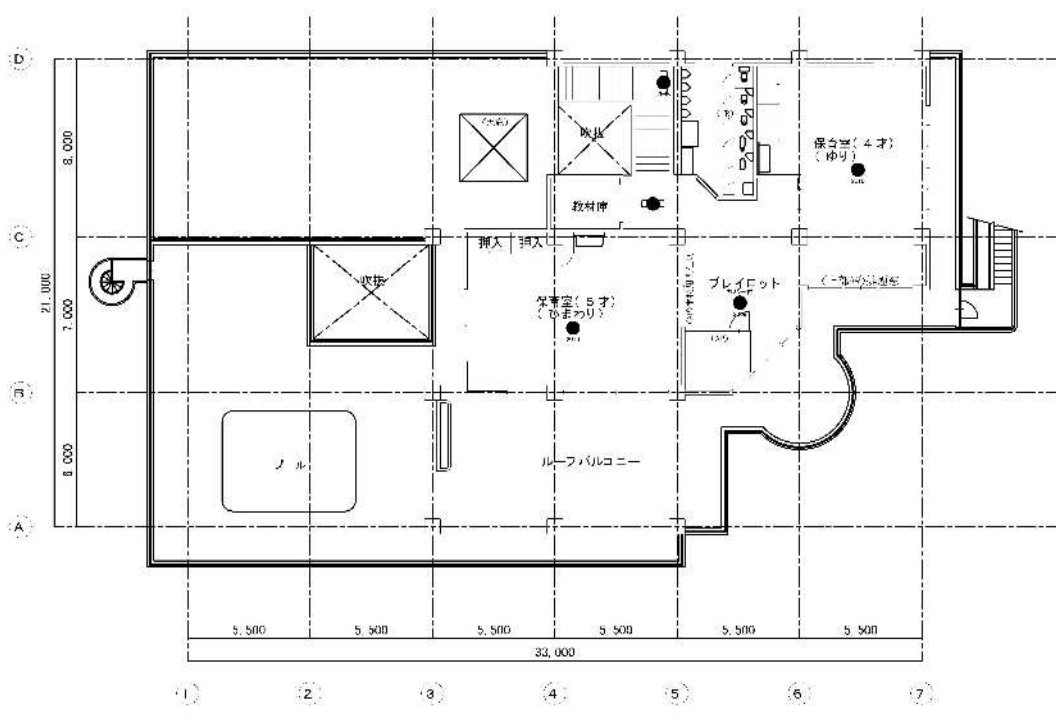 D
8,000
(天窓)
吹抜
保育室(4才)
(ゆり)
教材庫
C
押入
押入
吹抜
プレイロット
保育室(5才)
(ひまわり)
21,000
7,000
B
プール
ルーフバルコニー
6,000
A
5,500
5,500
5,500
5,500
5,500
5,500
33,000
1
2
3
4
5
6
7